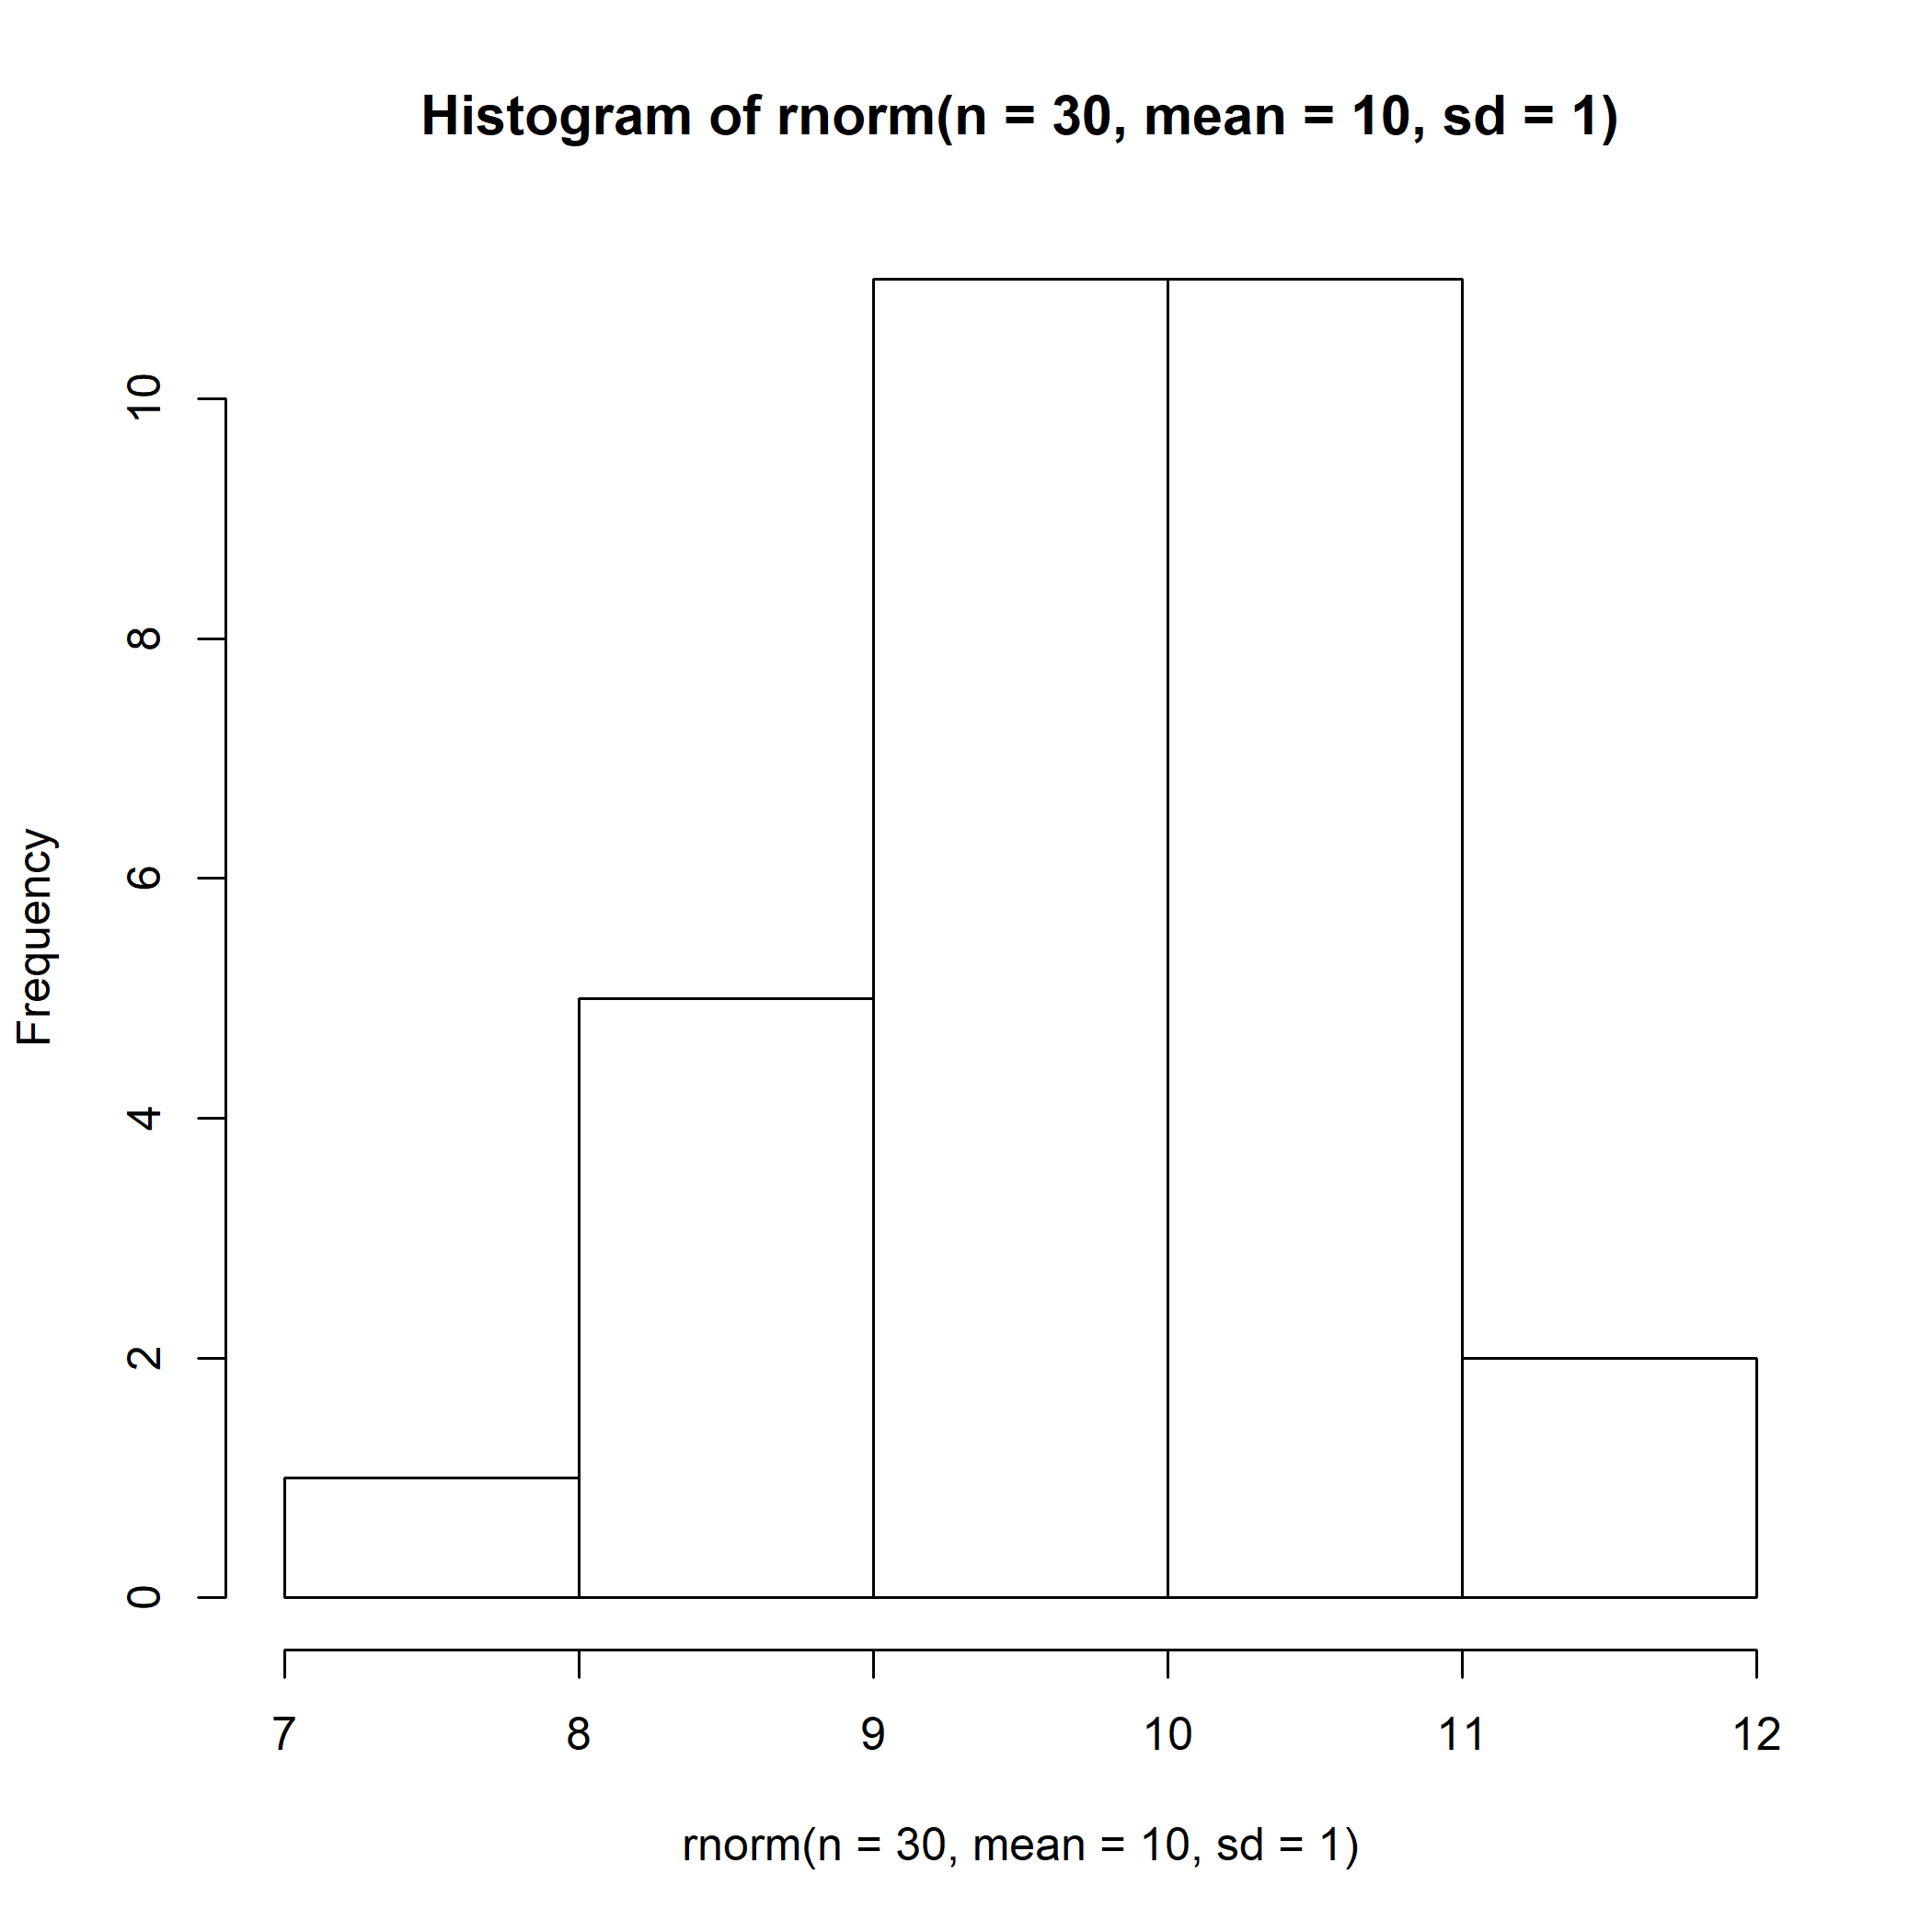 Histogram of rnorm(n = 30, mean = 10, sd = 1)
10
8
6
4
2
0
Frequency
7 8 9 10 11 12
rnorm(n = 30, mean = 10, sd = 1)